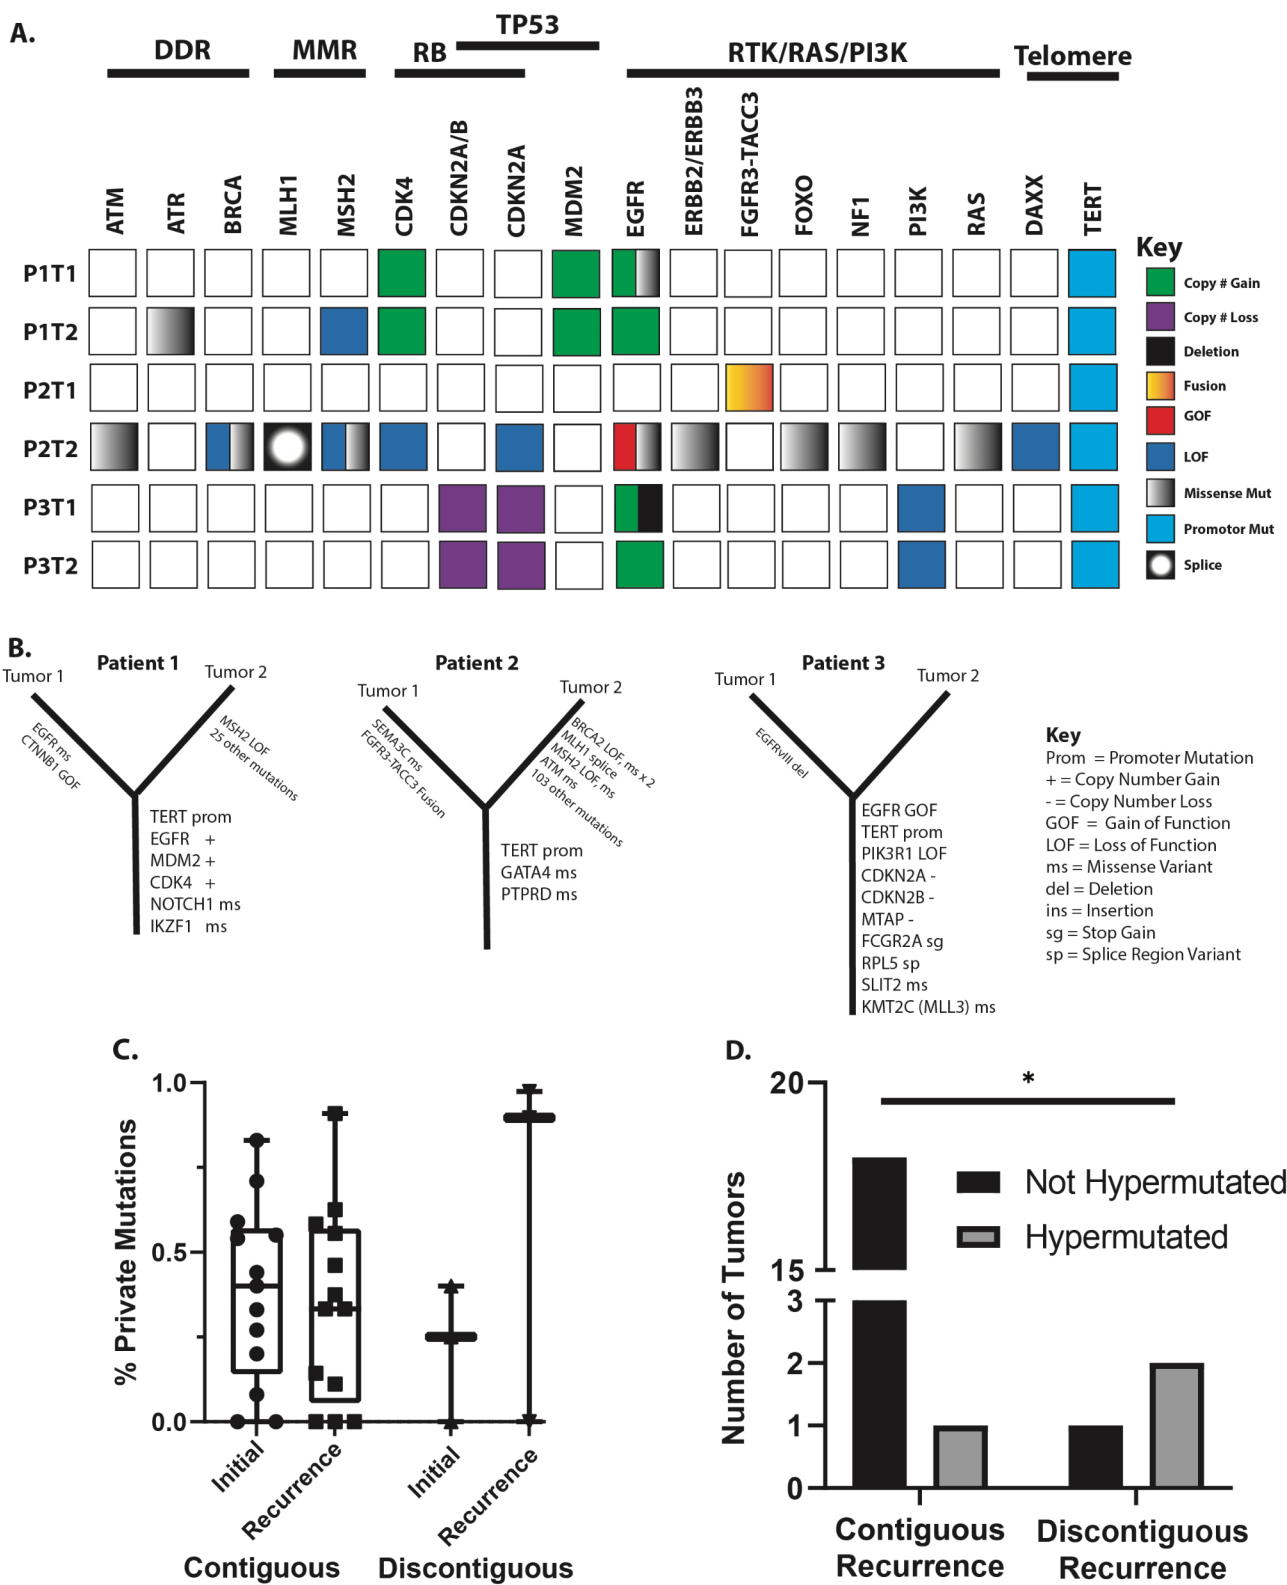 A.
DDR
MMR
RB
TP53
RTK/RAS/PI3K
Telomere
ATM
ATR
BRCA
MLH1
MSH2
CDK4
CDKN2A/B
CDKN2A
MDM2
EGFR
ERBB2/ERBB3
FGFR3-TACC3
FOXO
NF1
PI3K
RAS
DAXX
TERT
P1T1
P1T2
P2T1
P2T2
P3T1
P3T2
Key
Copy # Gain
Copy # Loss
Deletion
Fusion
GOF
LOF
Missense Mut
Promotor Mut
Splice
B.
Patient 1
Tumor 1
Tumor 2
EGFR ms
CTNNB1 GOF
MSH2 LOF
25 other mutations
TERT prom
EGFR +
MDM2 +
CDK4 +
NOTCH1 ms
IKZF1 ms
Patient 2
Tumor 1
Tumor 2
SEMA3C ms
FGFR3-TACC3 Fusion
BRCA2 LOF, ms x 2
MLH1 splice
MSH2 LOF, ms
ATM ms
103 other mutations
TERT prom
GATA4 ms
PTPRD ms
Patient 3
Tumor 1
Tumor 2
EGFRvIII del
EGFR GOF
TERT prom
PIK3R1 LOF
CDKN2A -
CDKN2B -
MTAP -
FCGR2A sg
RPL5 sp
SLIT2 ms
KMT2C (MLL3) ms
Key
Prom = Promoter Mutation
+ = Copy Number Gain
- = Copy Number Loss
GOF = Gain of Function
LOF = Loss of Function
ms = Missense Variant
del = Deletion
ins = Insertion
sg = Stop Gain
sp = Splice Region Variant
C.
% Private Mutations
1.0
0.5
0.0
Initial
Recurrence
Initial
Recurrence
Contiguous
Discontiguous
D.
Number of Tumors
20
15
3
2
1
0
*
Not Hypermutated
Hypermutated
Contiguous
Recurrence
Discontiguous
Recurrence